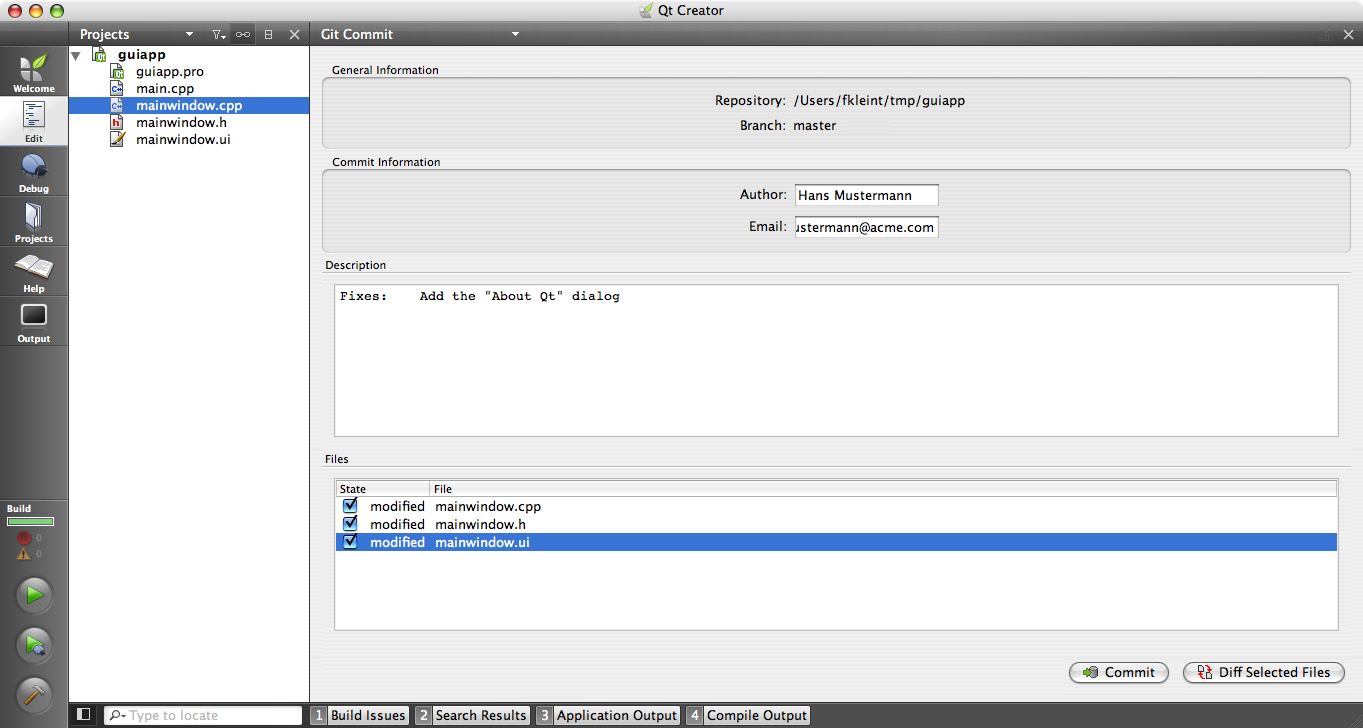 Qt Creator
Projects
Git Commit
Welcome
Edit
Debug
Projects
Help
Output
guiapp
guiapp.pro
main.cpp
mainwindow.cpp
mainwindow.h
mainwindow.ui
General Information
Repository: /Users/fkleint/tmp/guiapp
Branch: master
Commit Information
Author: Hans Mustermann
Email: ustermann@acme.com
Description
Fixes: Add the "About Qt" dialog
Files
State File
modified mainwindow.cpp
modified mainwindow.h
modified mainwindow.ui
Commit Diff Selected Files
Build
0
0
Type to locate
1 Build Issues 2 Search Results 3 Application Output 4 Compile Output